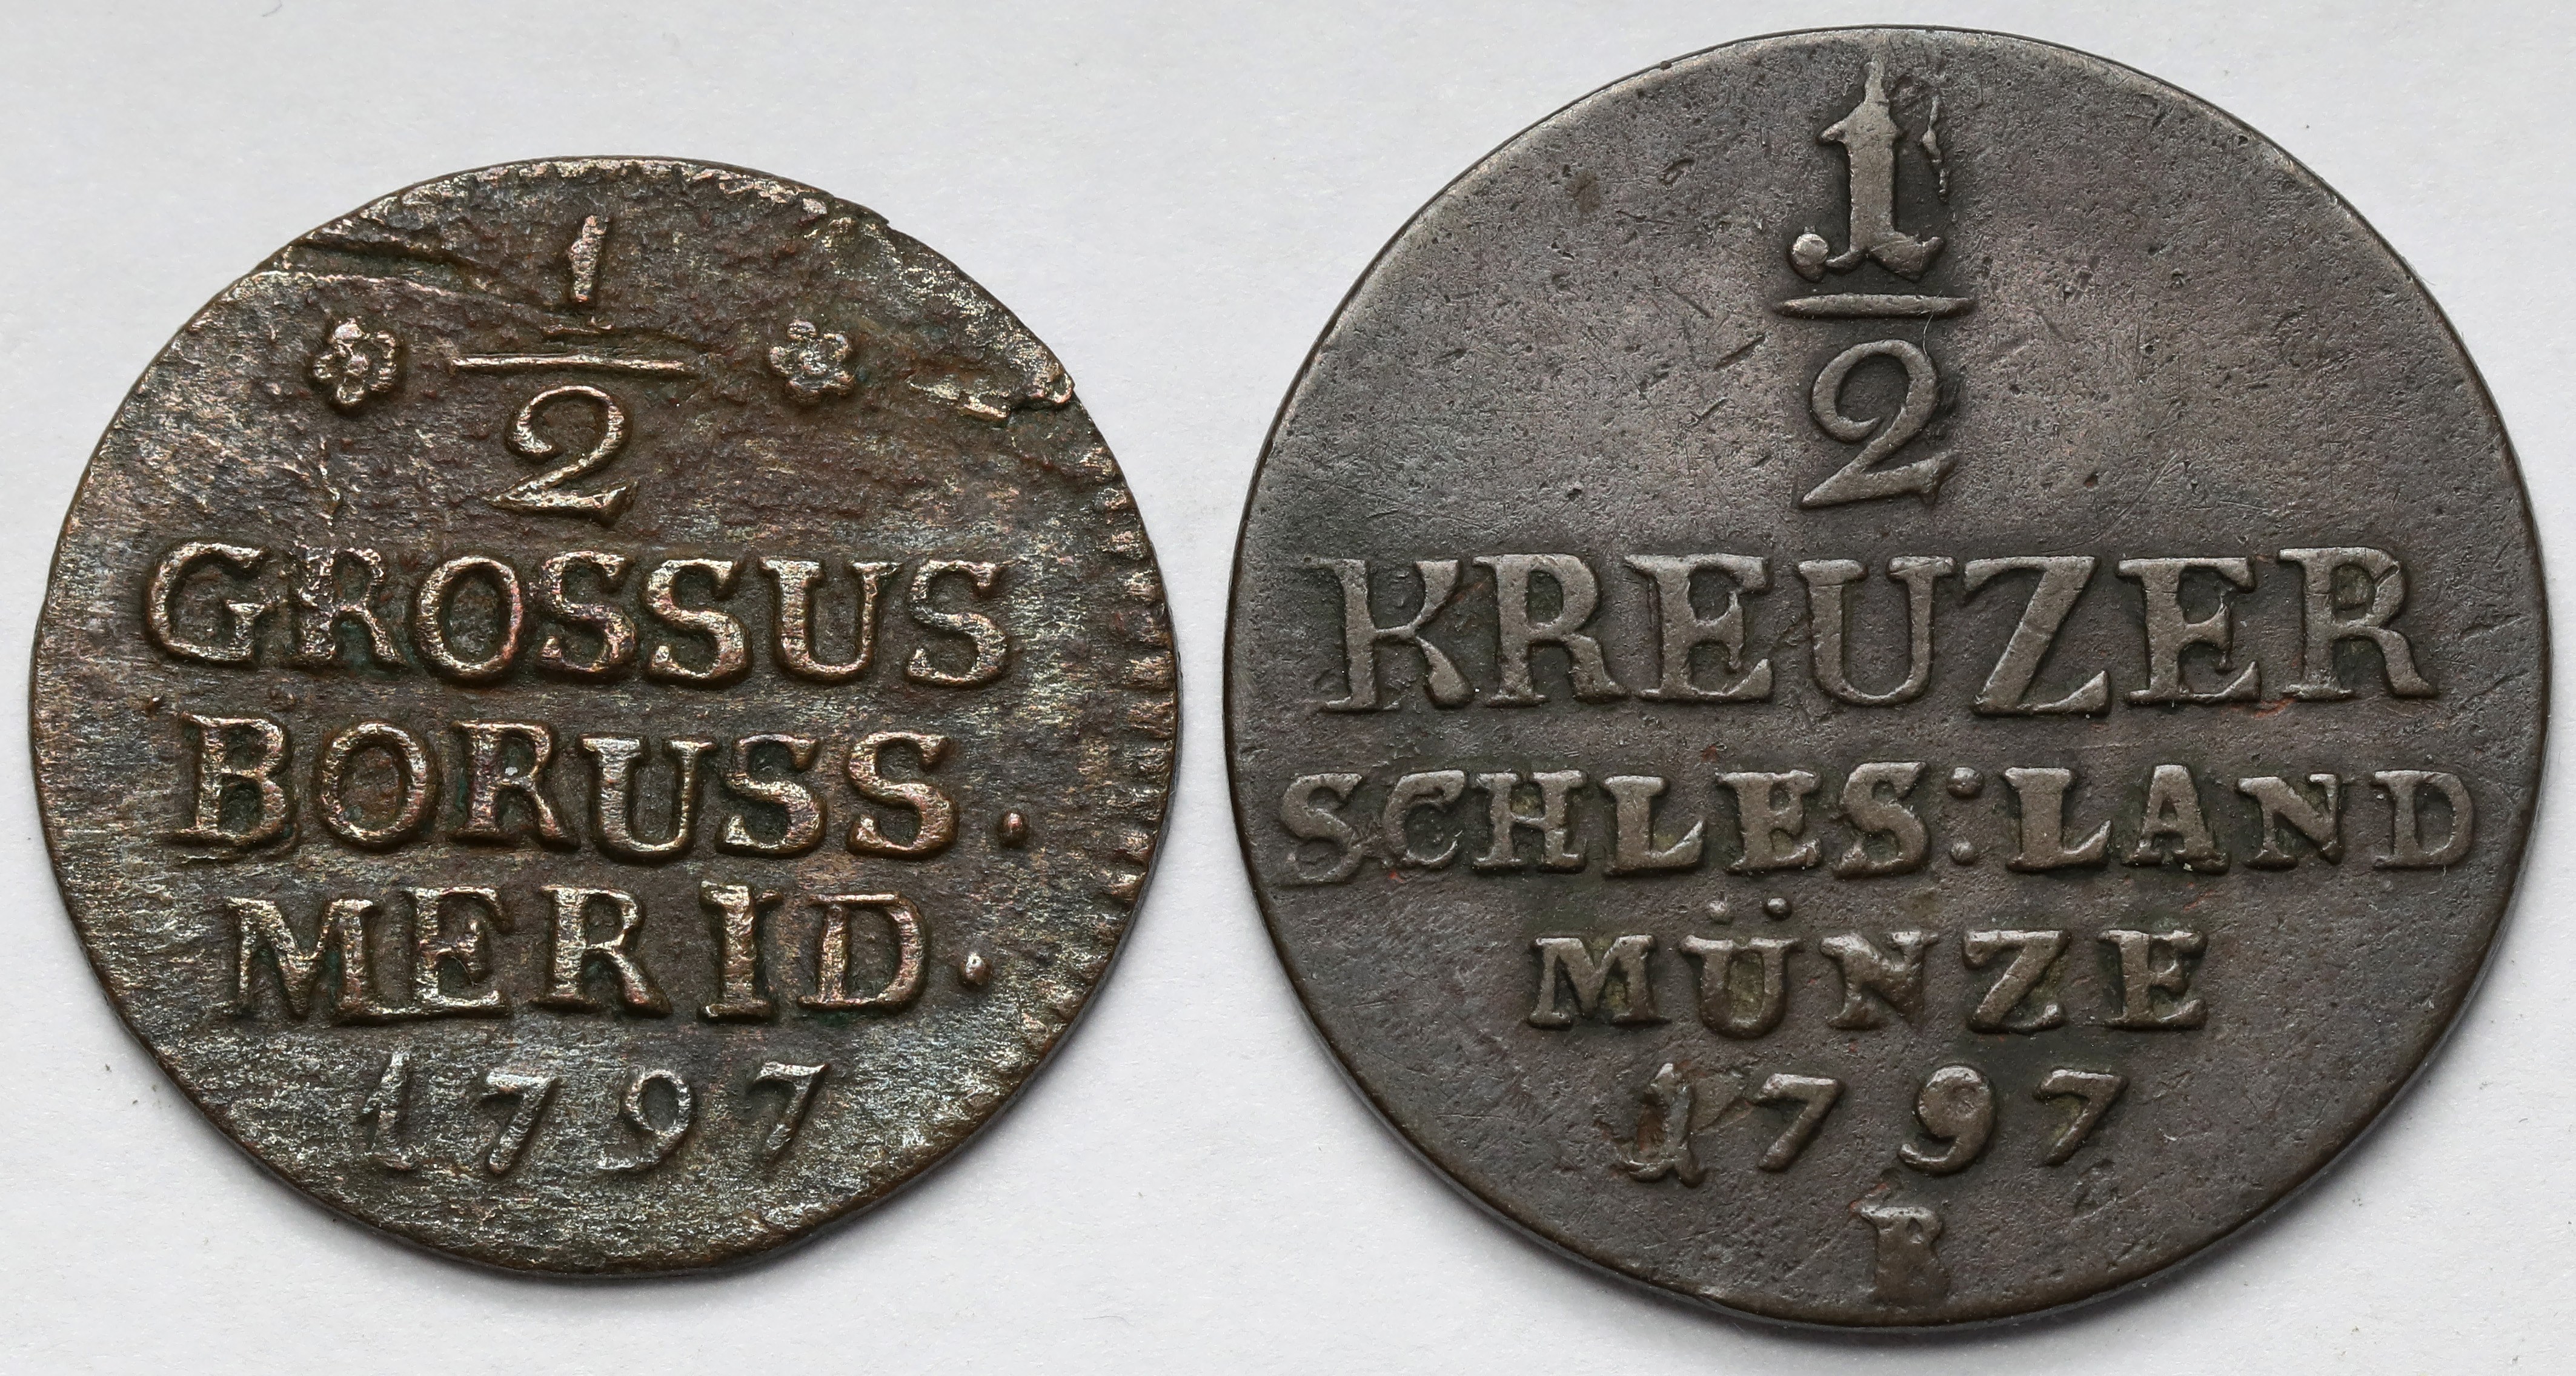 1
2
GROSSUS
BORUSS.
MERID.
1797
1
2
KREUZER
SCHLES:LAND
MÜNZE
1797
B